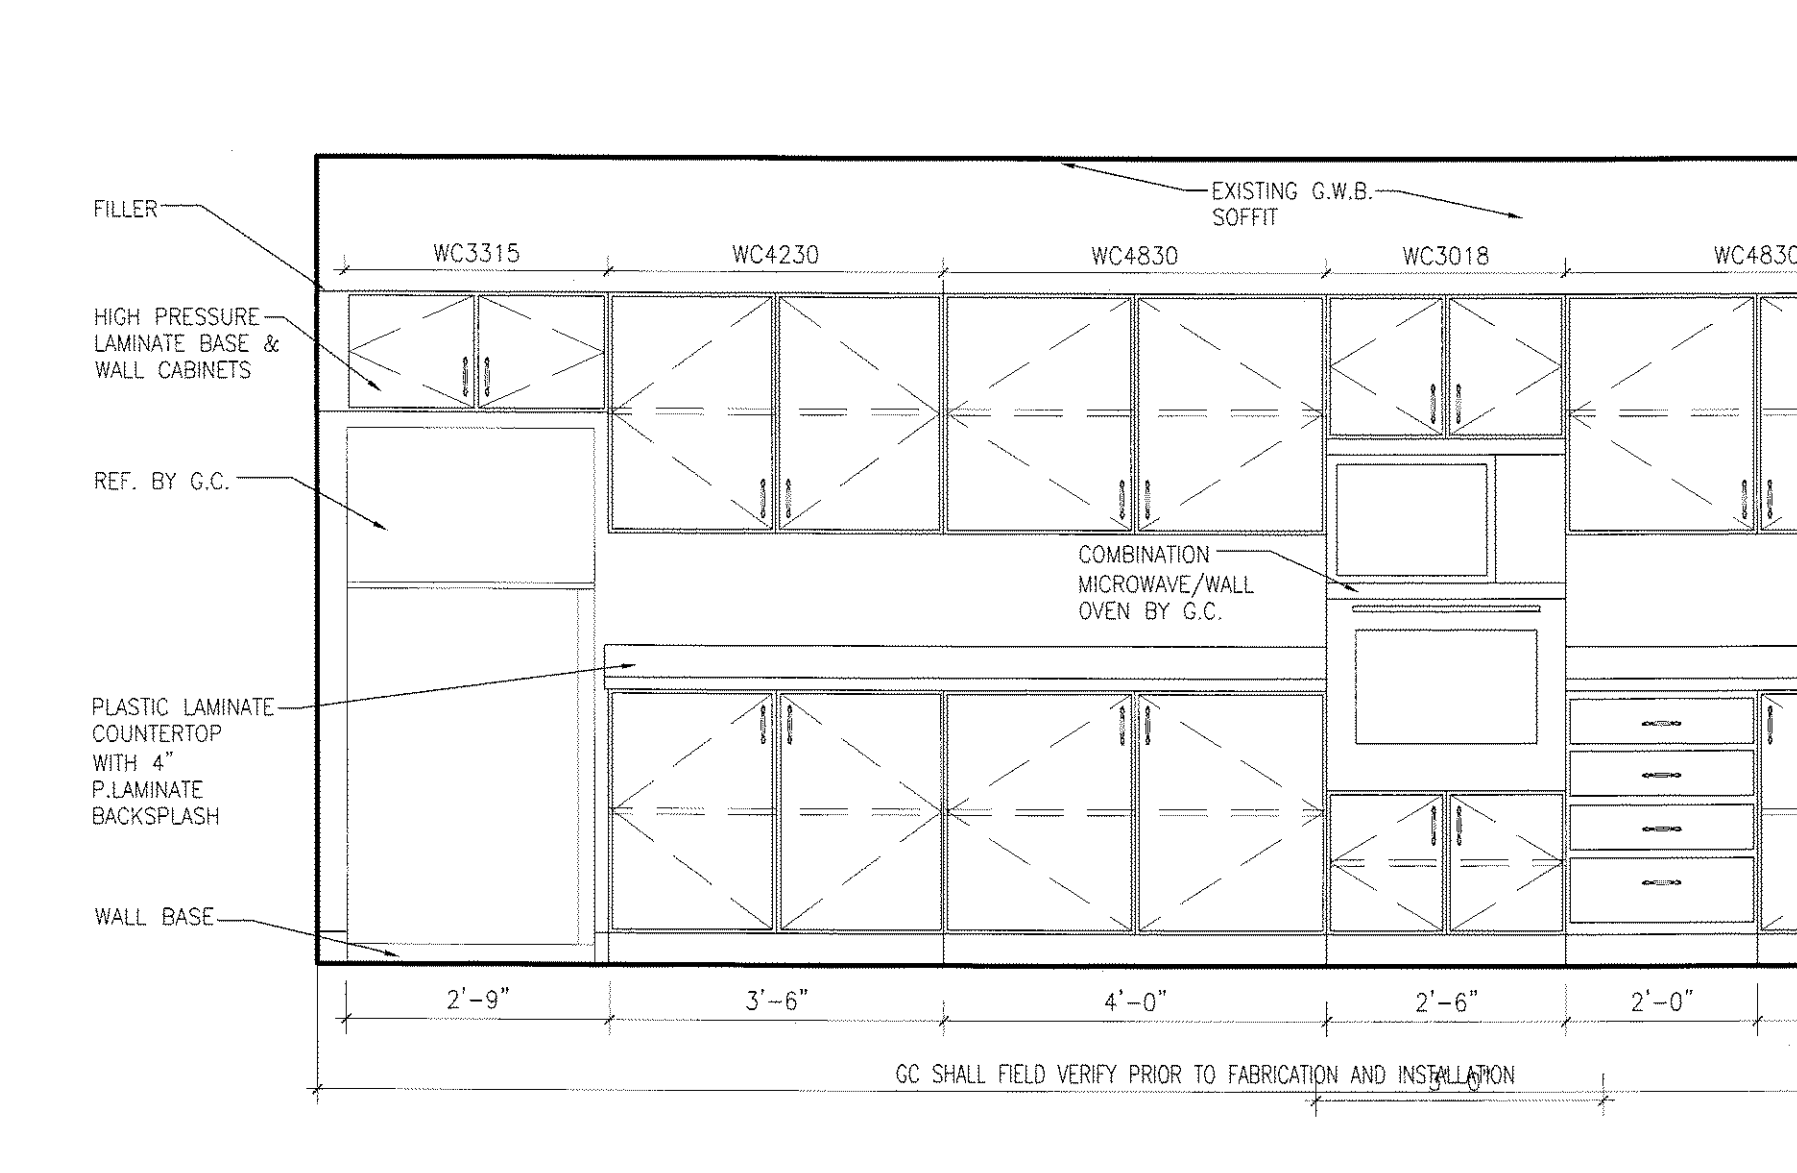 EXISTING G.W.B.
SOFFIT
FILLER
WC3315
WC4230
WC4830
WC3018
WC4830
HIGH PRESSURE
LAMINATE BASE &
WALL CABINETS
REF. BY G.C.
COMBINATION
MICROWAVE/WALL
OVEN BY G.C.
PLASTIC LAMINATE
COUNTERTOP
WITH 4"
P.LAMINATE
BACKSPLASH
WALL BASE
2'-9"
3'-6"
4'-0"
2'-6"
2'-0"
GC SHALL FIELD VERIFY PRIOR TO FABRICATION AND INSTALLATION